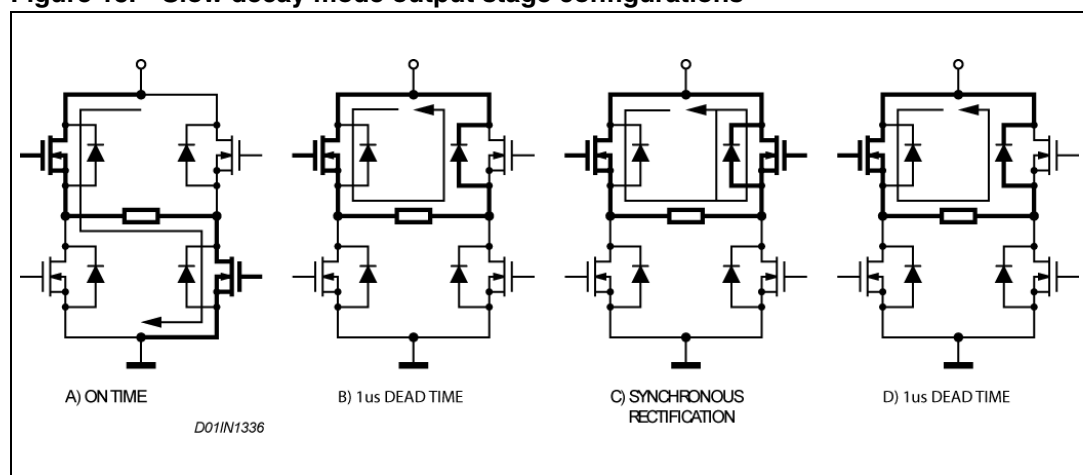 Figure 13. Slow decay mode output stage configurations
A) ON TIME
B) 1us DEAD TIME
C) SYNCHRONOUS
RECTIFICATION
D) 1us DEAD TIME
D01IN1336